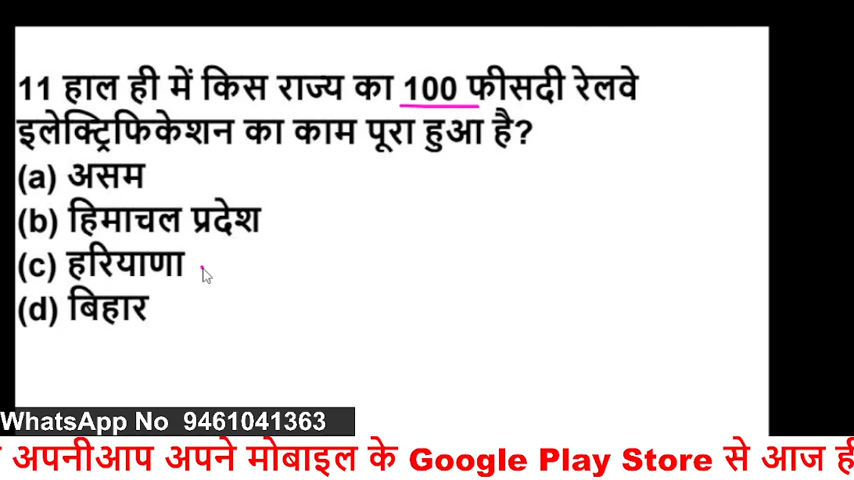 11 हाल ही में किस राज्य का 100 फीसदी रेलवे
इलेक्ट्रिफिकेशन का काम पूरा हुआ है?
(a) असम
(b) हिमाचल प्रदेश
(c) हरियाणा
(d) बिहार
WhatsApp No 9461041363
अपनीआप अपने मोबाइल के Google Play Store से आज ही